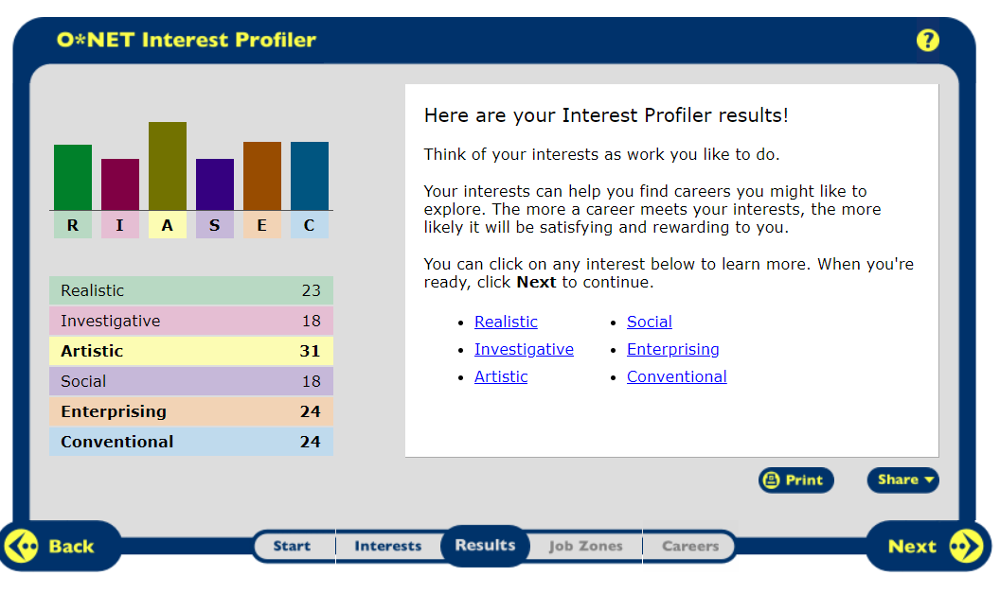 O*NET Interest Profiler
?
R I A S E C
Realistic 23
Investigative 18
Artistic 31
Social 18
Enterprising 24
Conventional 24
Here are your Interest Profiler results!
Think of your interests as work you like to do.
Your interests can help you find careers you might like to
explore. The more a career meets your interests, the more
likely it will be satisfying and rewarding to you.
You can click on any interest below to learn more. When you're
ready, click Next to continue.
• Realistic • Social
• Investigative • Enterprising
• Artistic • Conventional
Print Share
Back Start Interests Results Job Zones Careers Next